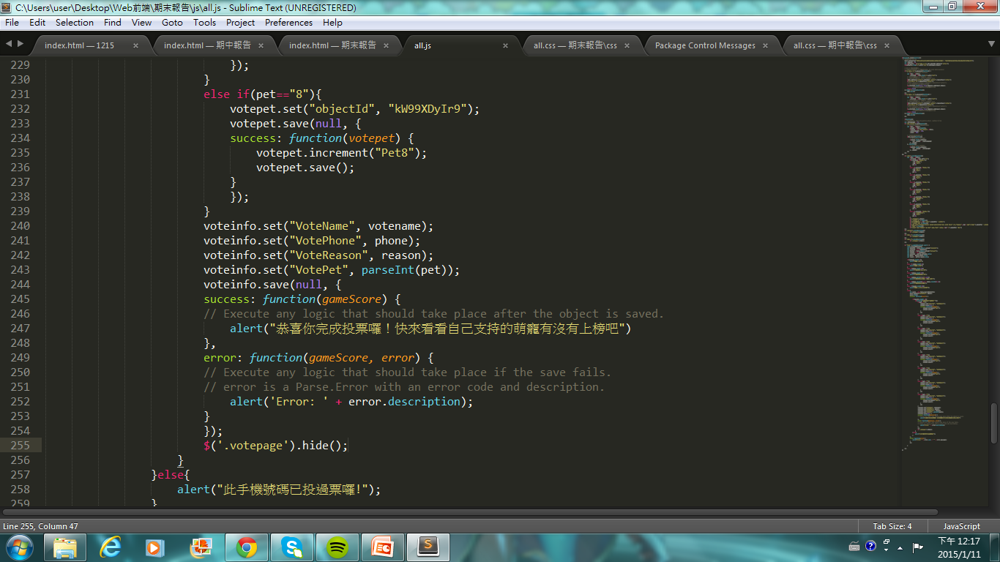 C:\Users\user\Desktop\Web前端\期末報告\js\all.js - Sublime Text (UNREGISTERED)
File Edit Selection Find View Goto Tools Project Preferences Help
index.html — 1215 × index.html — 期中報告 × index.html — 期末報告 × all.js × all.css — 期末報告\css × Package Control Messages × all.css — 期中報告\css ×
229 });
230 }
231 else if(pet=="8"){
232 votepet.set("objectId", "kW99XDyIr9");
233 votepet.save(null, {
234 success: function(votepet) {
235 votepet.increment("Pet8");
236 votepet.save();
237 }
238 });
239 }
240 voteinfo.set("VoteName", votename);
241 voteinfo.set("VotePhone", phone);
242 voteinfo.set("VoteReason", reason);
243 voteinfo.set("VotePet", parseInt(pet));
244 voteinfo.save(null, {
245 success: function(gameScore) {
246 // Execute any logic that should take place after the object is saved.
247 alert("恭喜你完成投票囉！快來看看自己支持的萌寵有沒有上榜吧")
248 },
249 error: function(gameScore, error) {
250 // Execute any logic that should take place if the save fails.
251 // error is a Parse.Error with an error code and description.
252 alert('Error: ' + error.description);
253 }
254 });
255 $('.votepage').hide();
256 }
257 }else{
258 alert("此手機號碼已投過票囉!");
259 }
Line 255, Column 47 Tab Size: 4 JavaScript
下午 12:17
2015/1/11